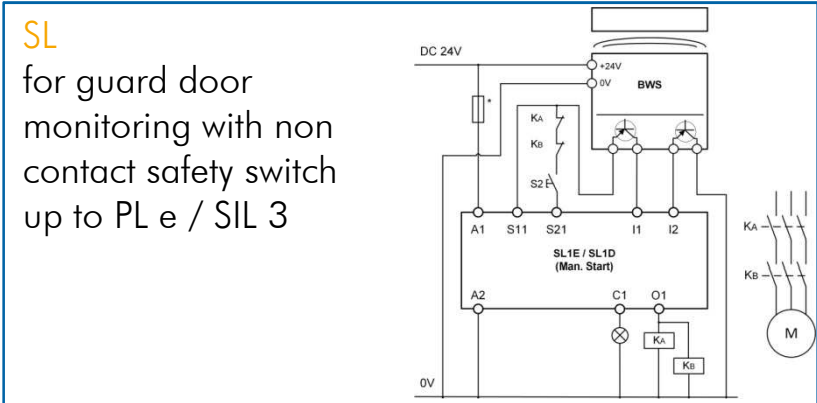 SL
for guard door
monitoring with non
contact safety switch
up to PL e / SIL 3
DC 24V
+24V
0V
BWS
*
KA
KB
S2
A1
S11
S21
I1
I2
SL1E / SL1D
(Man. Start)
A2
C1
O1
KA
KB
0V
KA
KB
M